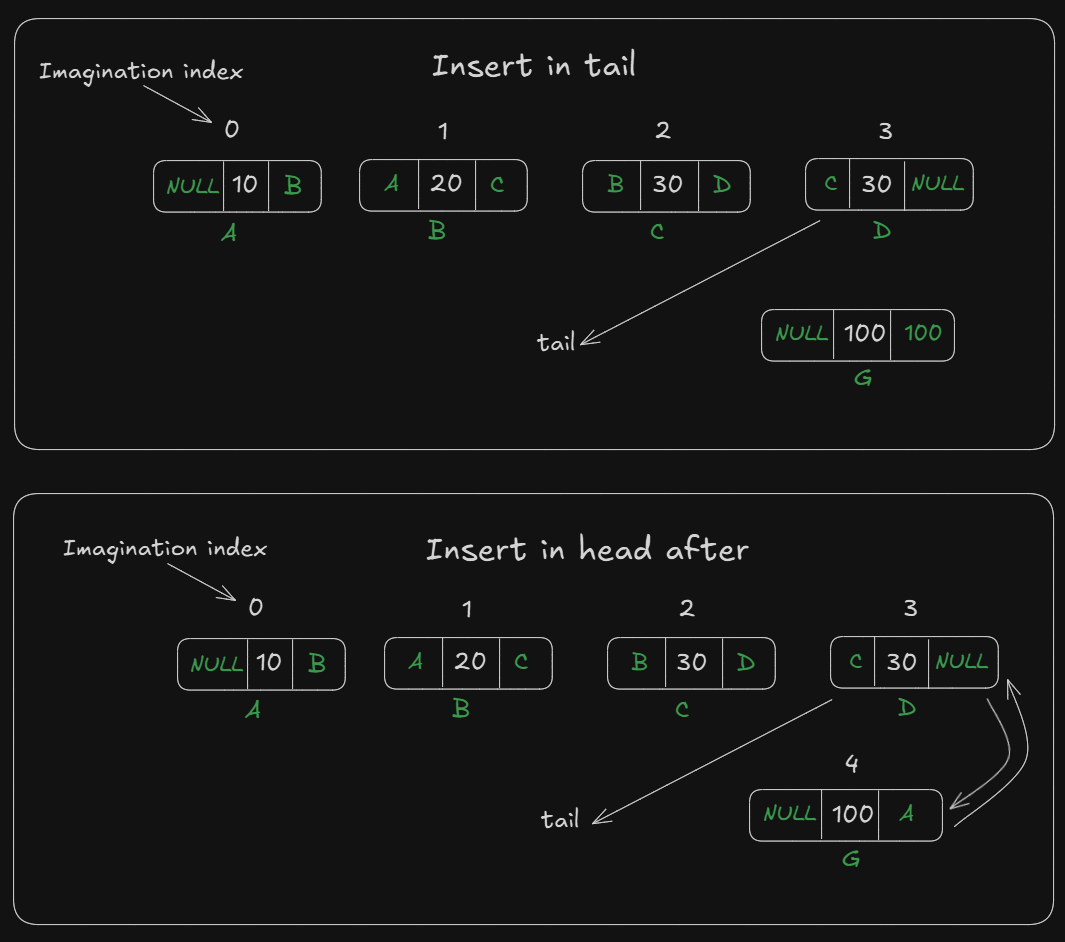 Insert in tail
Imagination index
0 1 2 3
NULL 10 B A 20 C B 30 D C 30 NULL
A B C D
tail
NULL 100 100
G
Insert in head after
Imagination index
0 1 2 3
NULL 10 B A 20 C B 30 D C 30 NULL
A B C D
4
tail
NULL 100 A
G